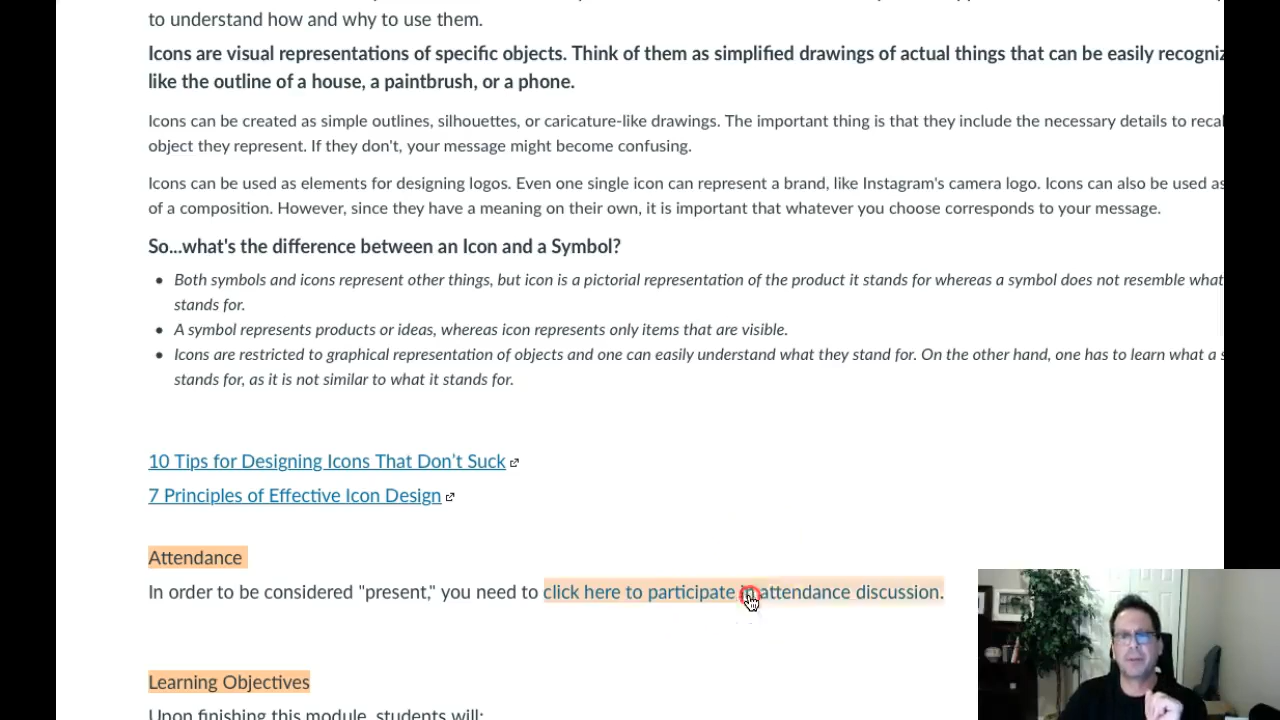 to understand how and why to use them.
Icons are visual representations of specific objects. Think of them as simplified drawings of actual things that can be easily
like the outline of a house, a paintbrush, or a phone.
Icons can be created as simple outlines, silhouettes, or caricature-like drawings. The important thing is that they include the necessary details to
object they represent. If they don't, your message might become confusing.
Icons can be used as elements for designing logos. Even one single icon can represent a brand, like Instagram's camera logo. Icons can also be used as
of a composition. However, since they have a meaning on their own, it is important that whatever you choose corresponds to your message.
So...what's the difference between an Icon and a Symbol?
Both symbols and icons represent other things, but icon is a pictorial representation of the product it stands for whereas a symbol does not resemble what
stands for.
A symbol represents products or ideas, whereas icon represents only items that are visible.
Icons are restricted to graphical representation of objects and one can easily understand what they stand for. On the other hand, one has to learn what a
stands for, as it is not similar to what it stands for.
10 Tips for Designing Icons That Don't Suck
7 Principles of Effective Icon Design
Attendance
In order to be considered "present," you need to click here to participate in attendance discussion.
Learning Objectives
Upon finishing this module, students will: